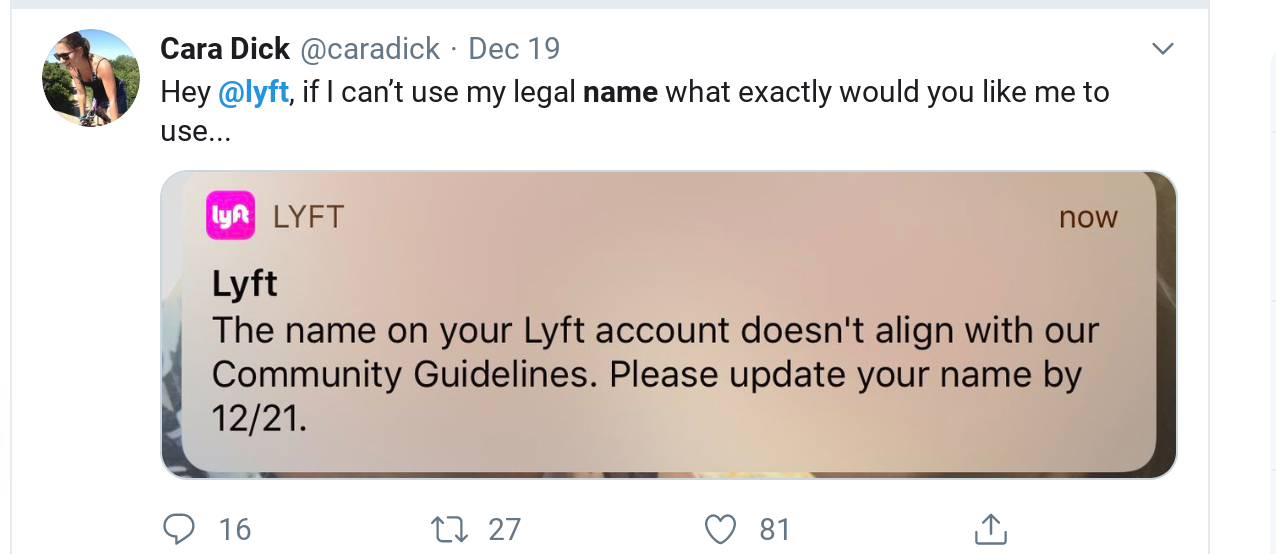 Cara Dick @caradick · Dec 19
Hey @lyft, if I can’t use my legal name what exactly would you like me to
use...
lyft LYFT now
Lyft
The name on your Lyft account doesn't align with our
Community Guidelines. Please update your name by
12/21.
16 27 81